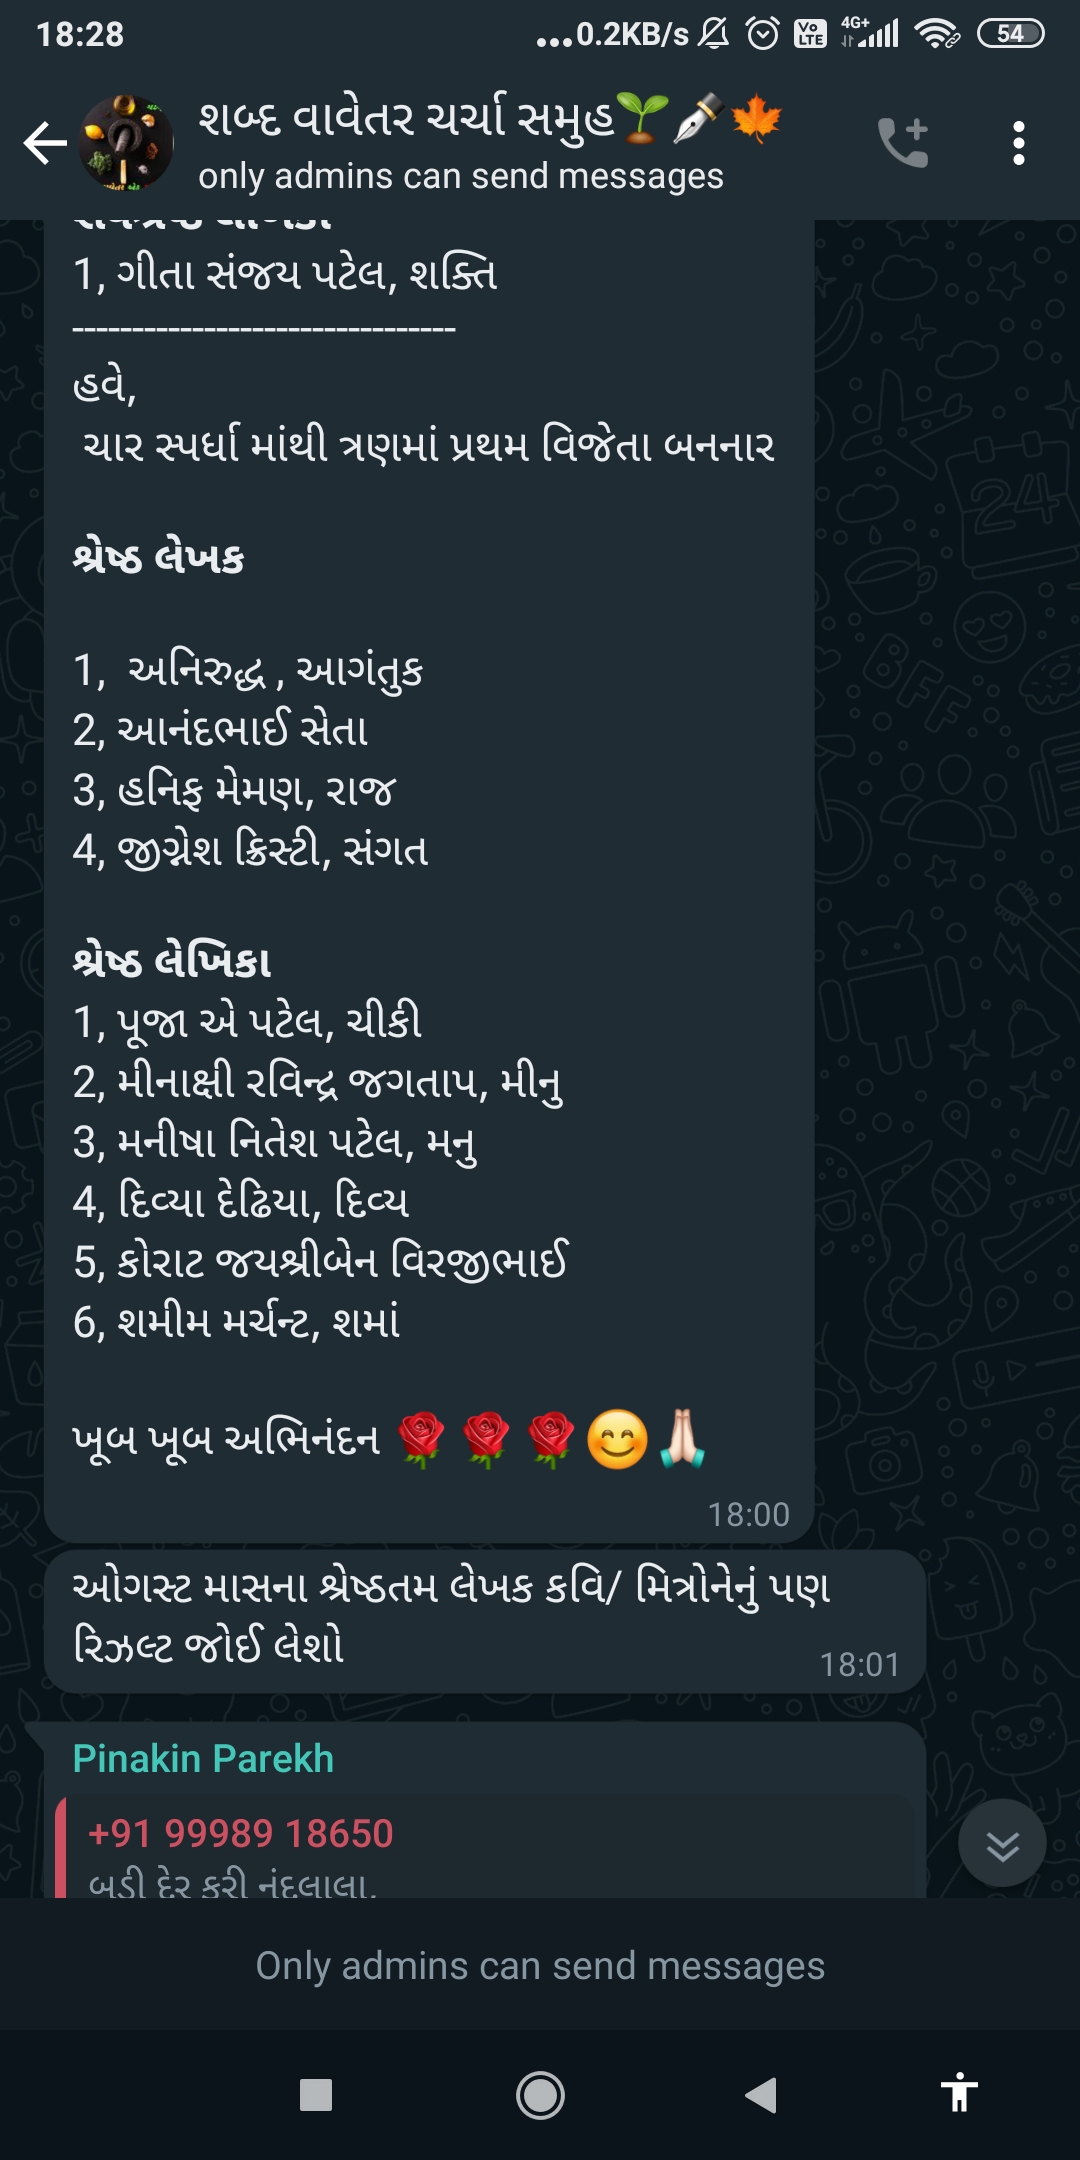 18:28
...0.2KB/s
Vo LTE
4G+
54
શબ્દ વાવેતર ચર્ચા સમુહ🌱🖋️🍁
only admins can send messages
1, ગીતા સંજય પટેલ, શક્તિ
--------------------------------
હવે,
ચાર સ્પર્ધા માંથી ત્રણમાં પ્રથમ વિજેતા બનનાર
શ્રેષ્ઠ લેખક
1, અનિરુદ્ધ , આગંતુક
2, આનંદભાઈ સેતા
3, હનિફ મેમણ, રાજ
4, જીગ્નેશ ક્રિસ્ટી, સંગત
શ્રેષ્ઠ લેખિકા
1, પૂજા એ પટેલ, ચીકી
2, મીનાક્ષી રવિન્દ્ર જગતાપ, મીનુ
3, મનીષા નિતેશ પટેલ, મનુ
4, દિવ્યા દેઢિયા, દિવ્ય
5, કોરાટ જયશ્રીબેન વિરજીભાઈ
6, શમીમ મર્ચન્ટ, શમાં
ખૂબ ખૂબ અભિનંદન 🌹🌹🌹😊🙏🏻
18:00
ઓગસ્ટ માસના શ્રેષ્ઠતમ લેખક કવિ/ મિત્રોનેનું પણ
રિઝલ્ટ જોઈ લેશો
18:01
Pinakin Parekh
+91 99989 18650
બડી દેર કરી નંદલાલા.
Only admins can send messages